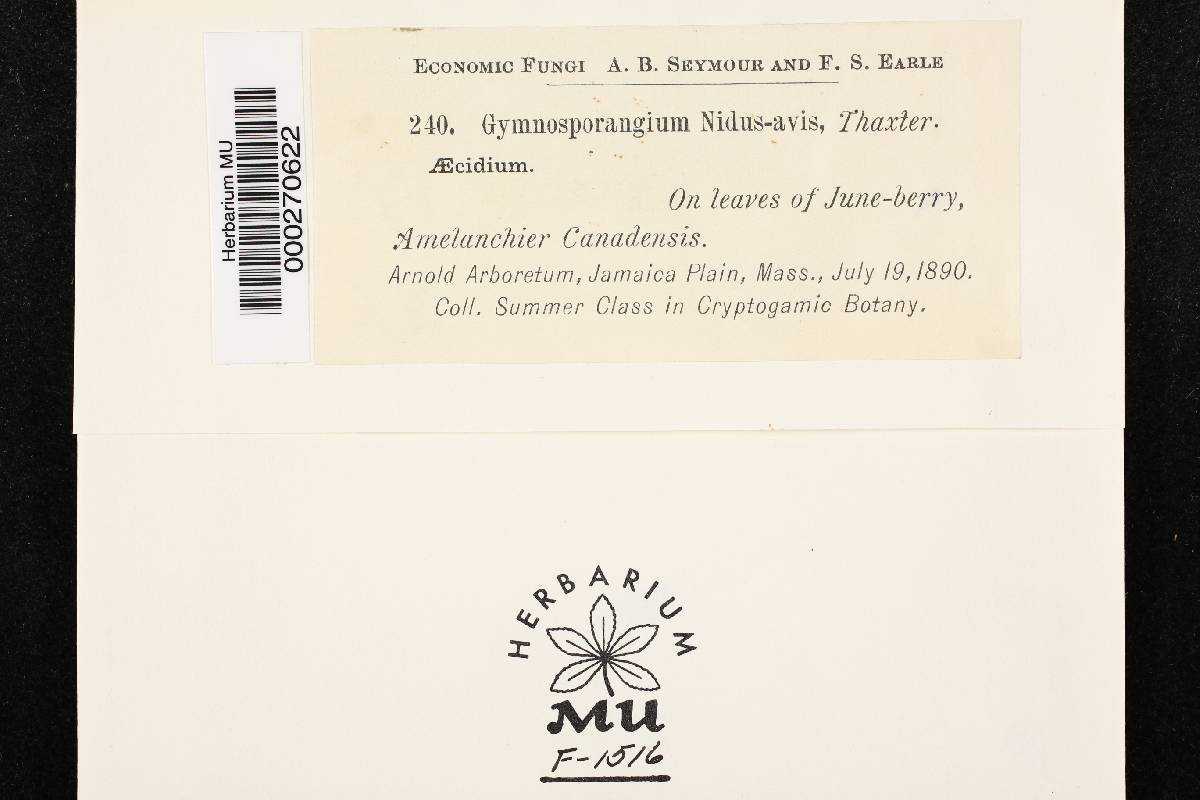 Economic Fungi A. B. Seymour and F. S. Earle
240. Gymnosporangium Nidus-avis, Thaxter.
Æcidium.
On leaves of June-berry,
Amelanchier Canadensis.
Arnold Arboretum, Jamaica Plain, Mass., July 19, 1890.
Coll. Summer Class in Cryptogamic Botany.
Herbarium MU
000270622
HERBARIUM
MU
F-1516